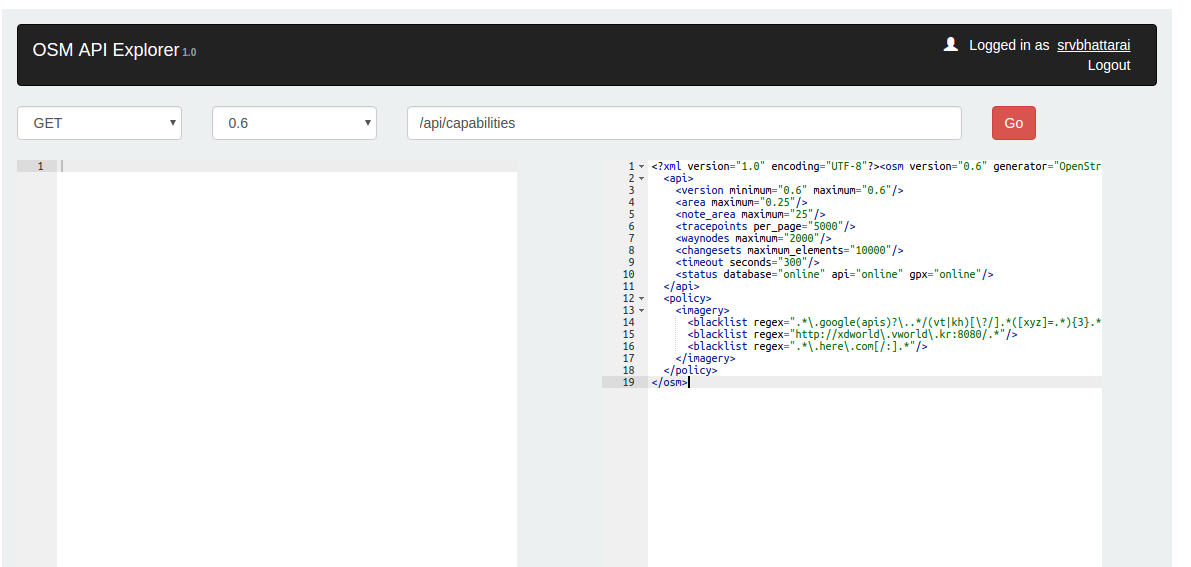 OSM API Explorer 1.0
Logged in as srvbhattarai
Logout
GET 0.6 /api/capabilities Go
1
1 <?xml version="1.0" encoding="UTF-8"?><osm version="0.6" generator="OpenStr
2 <api>
3 <version minimum="0.6" maximum="0.6"/>
4 <area maximum="0.25"/>
5 <note_area maximum="25"/>
6 <tracepoints per_page="5000"/>
7 <waynodes maximum="2000"/>
8 <changesets maximum_elements="10000"/>
9 <timeout seconds="300"/>
10 <status database="online" api="online" gpx="online"/>
11 </api>
12 <policy>
13 <imagery>
14 <blacklist regex=".*\.google(apis)?\..*/(vt|kh)[\?/].*([xyz]=.*){3}.*
15 <blacklist regex="http://xdworld\.vworld\.kr:8080/.*"/>
16 <blacklist regex=".*\.here\.com[/:].*"/>
17 </imagery>
18 </policy>
19 </osm>